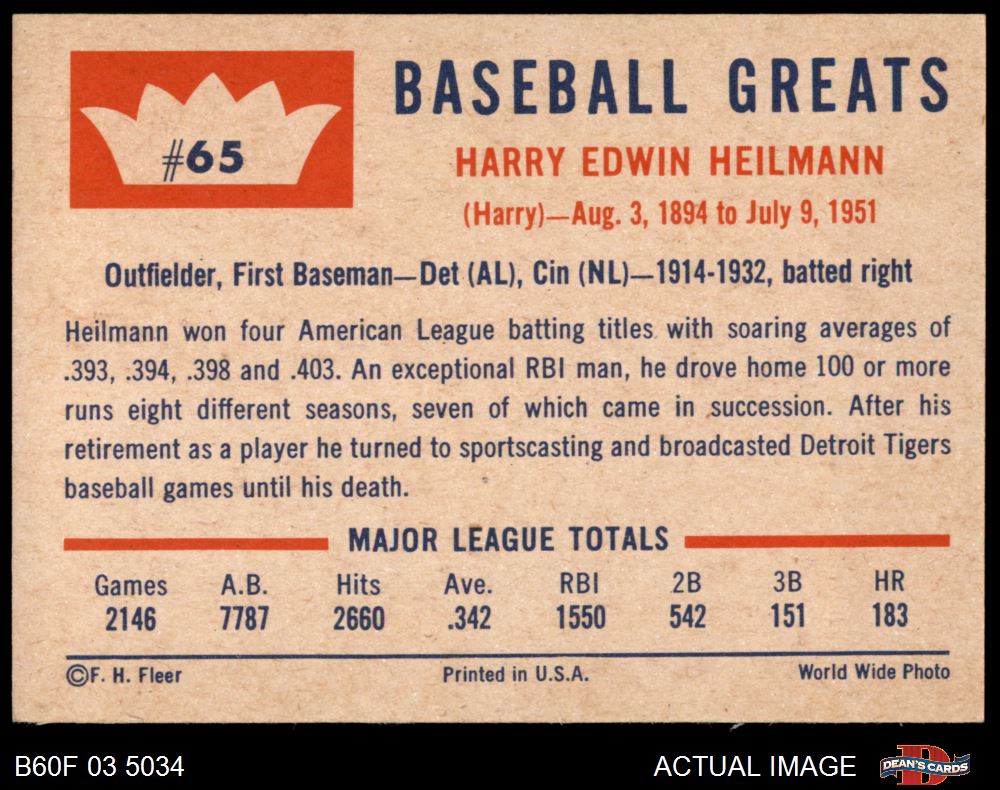 #65
BASEBALL GREATS
HARRY EDWIN HEILMANN
(Harry)—Aug. 3, 1894 to July 9, 1951
Outfielder, First Baseman—Det (AL), Cin (NL)—1914-1932, batted right
Heilmann won four American League batting titles with soaring averages of
.393, .394, .398 and .403. An exceptional RBI man, he drove home 100 or more
runs eight different seasons, seven of which came in succession. After his
retirement as a player he turned to sportscasting and broadcasted Detroit Tigers
baseball games until his death.
MAJOR LEAGUE TOTALS
Games A.B. Hits Ave. RBI 2B 3B HR
2146 7787 2660 .342 1550 542 151 183
©F. H. Fleer Printed in U.S.A. World Wide Photo
B60F 03 5034 ACTUAL IMAGE DEAN'S CARDS